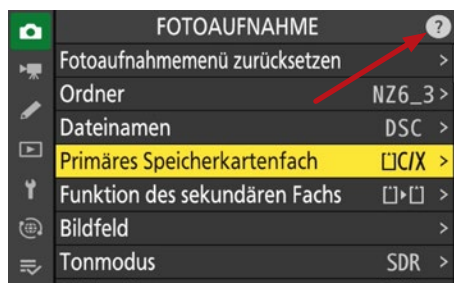 FOTOAUFNAHME ?
Fotoaufnahmemenü zurücksetzen >
Ordner NZ6_3 >
Dateinamen DSC >
Primäres Speicherkartenfach C/X >
Funktion des sekundären Fachs >
Bildfeld >
Tonmodus SDR >